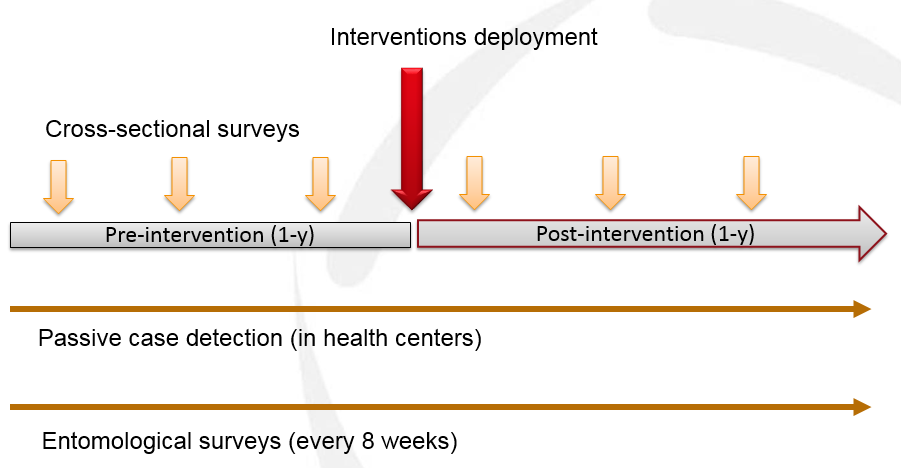 Interventions deployment
Cross-sectional surveys
Pre-intervention (1-y)
Post-intervention (1-y)
Passive case detection (in health centers)
Entomological surveys (every 8 weeks)